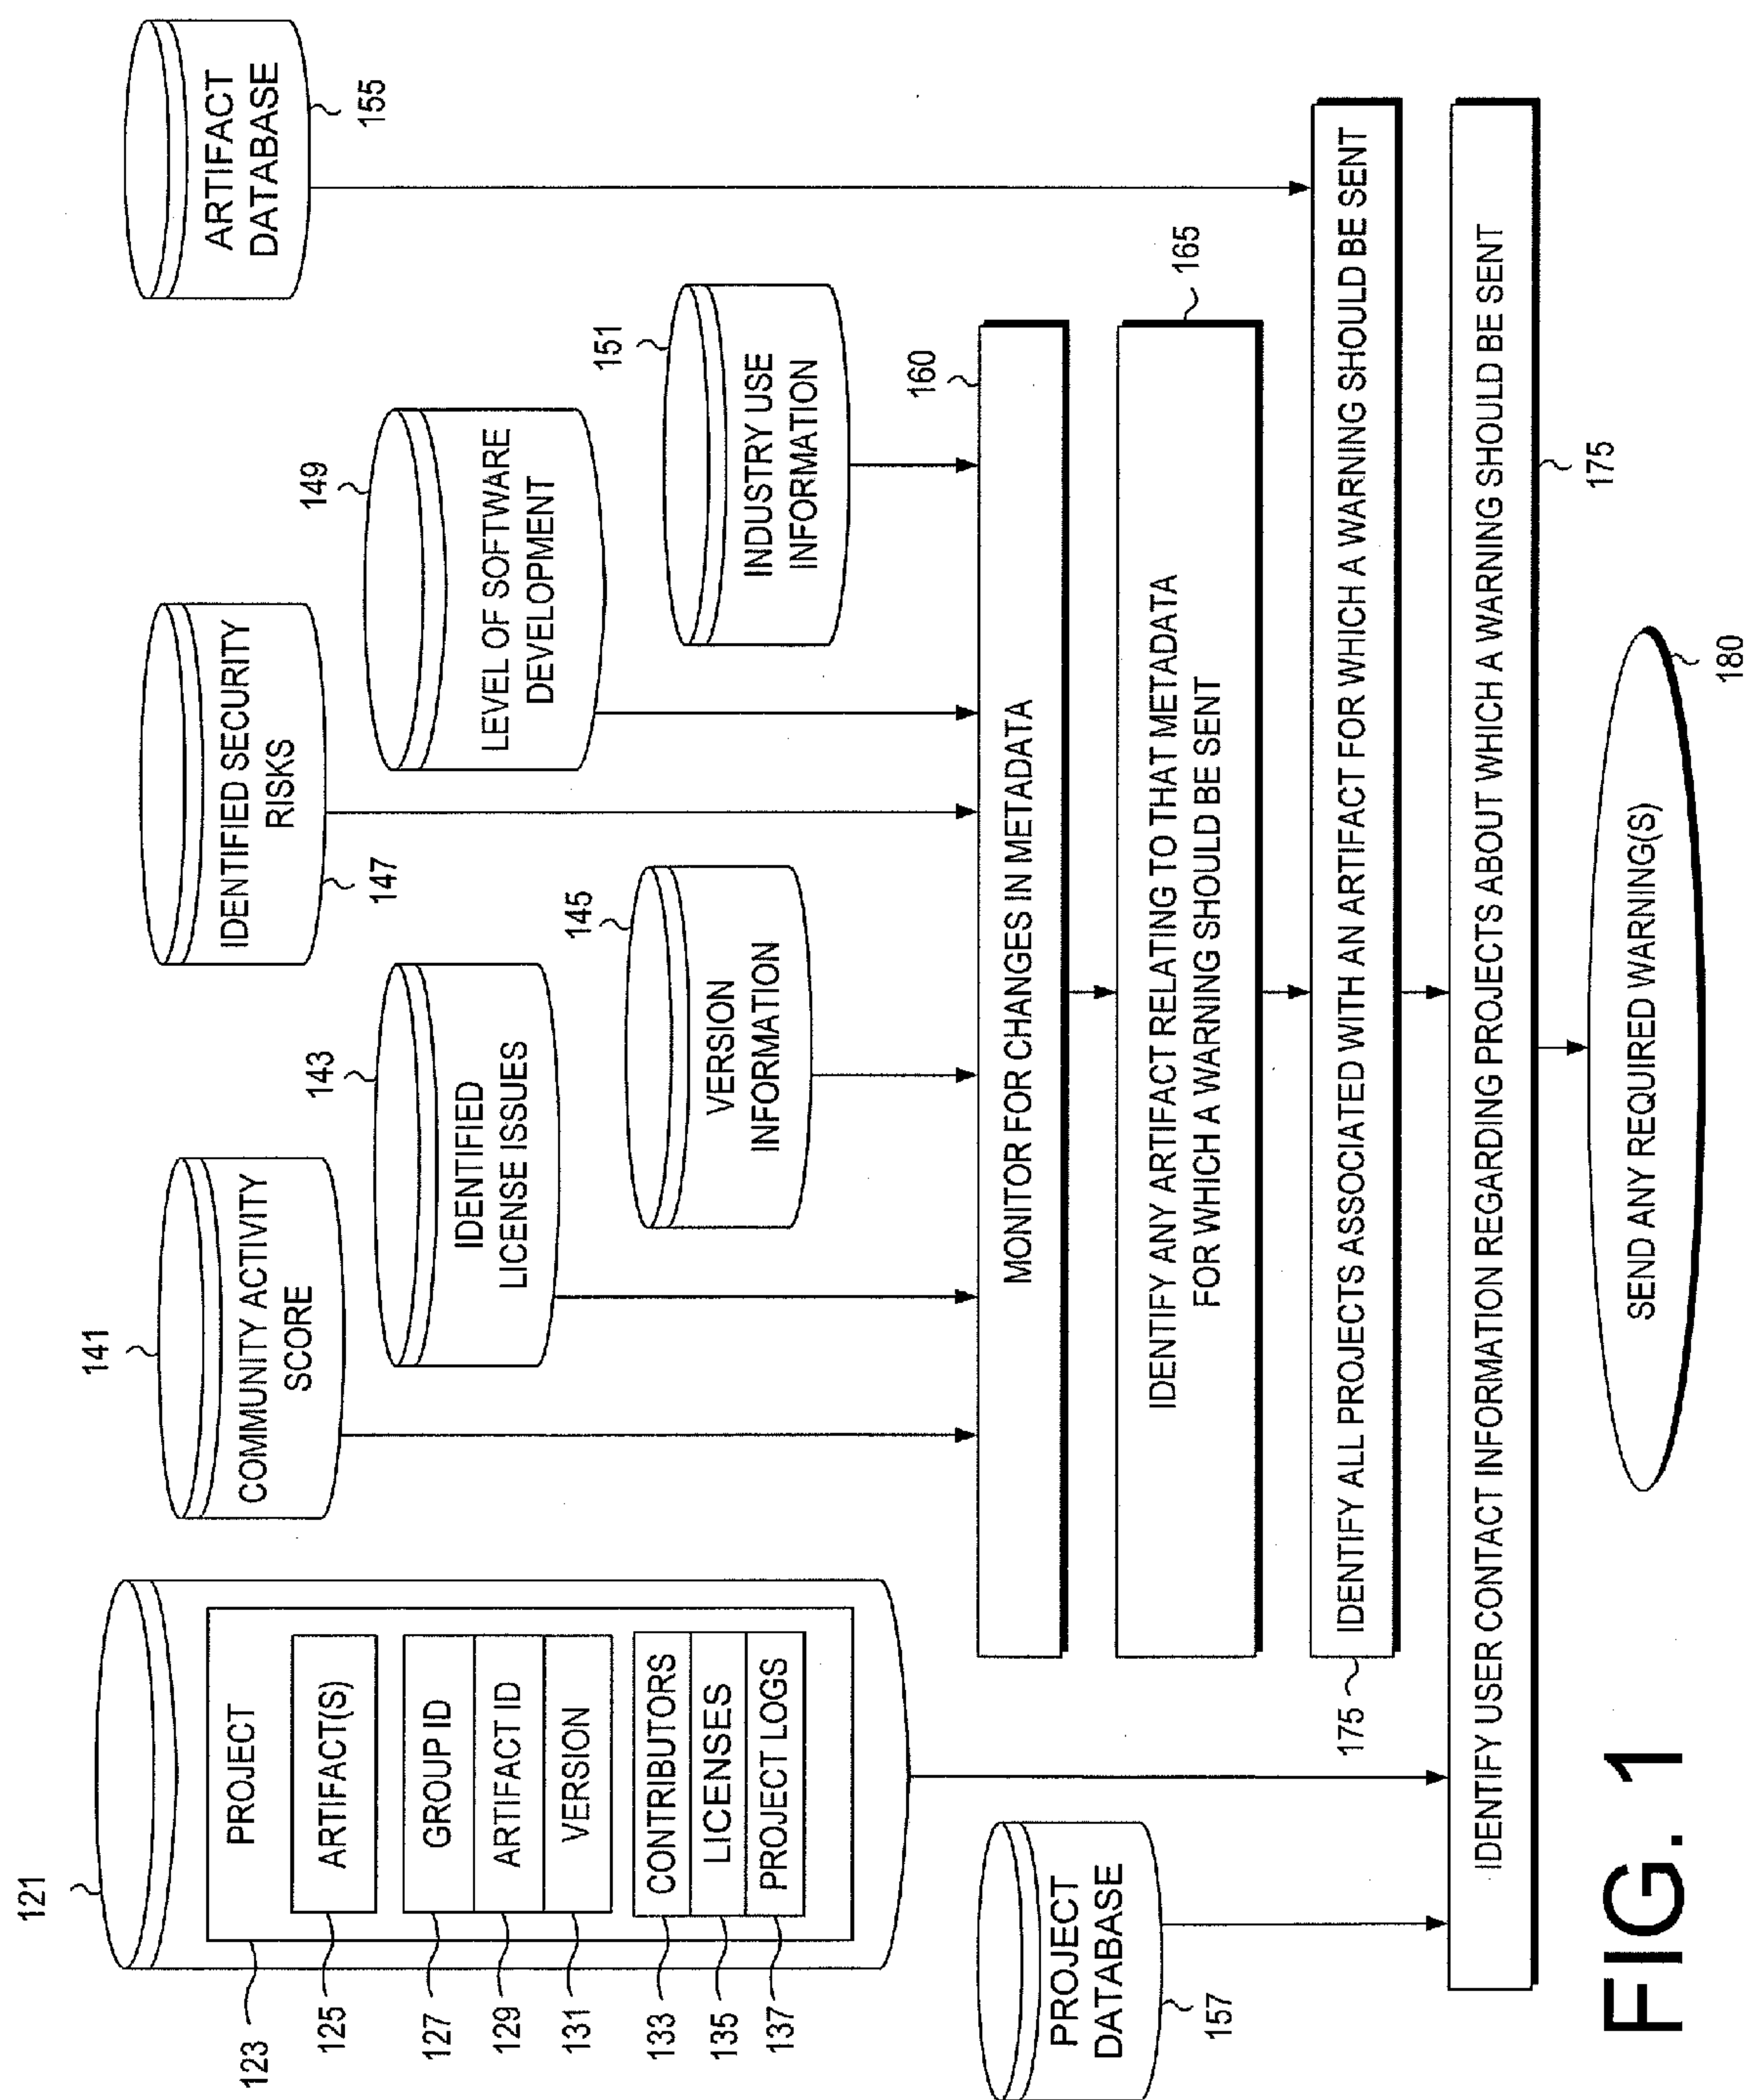 121
PROJECT
ARTIFACT(S)
GROUP ID
ARTIFACT ID
VERSION
CONTRIBUTORS
LICENSES
PROJECT LOGS
123
125
127
129
131
133
135
137
141
COMMUNITY ACTIVITY
SCORE
143
IDENTIFIED
LICENSE ISSUES
145
VERSION
INFORMATION
IDENTIFIED SECURITY
RISKS
147
149
LEVEL OF SOFTWARE
DEVELOPMENT
151
INDUSTRY USE
INFORMATION
ARTIFACT
DATABASE
155
PROJECT
DATABASE
157
160
MONITOR FOR CHANGES IN METADATA
165
IDENTIFY ANY ARTIFACT RELATING TO THAT METADATA
FOR WHICH A WARNING SHOULD BE SENT
175
IDENTIFY ALL PROJECTS ASSOCIATED WITH AN ARTIFACT FOR WHICH A WARNING SHOULD BE SENT
IDENTIFY USER CONTACT INFORMATION REGARDING PROJECTS ABOUT WHICH A WARNING SHOULD BE SENT
175
SEND ANY REQUIRED WARNING(S)
180
FIG. 1